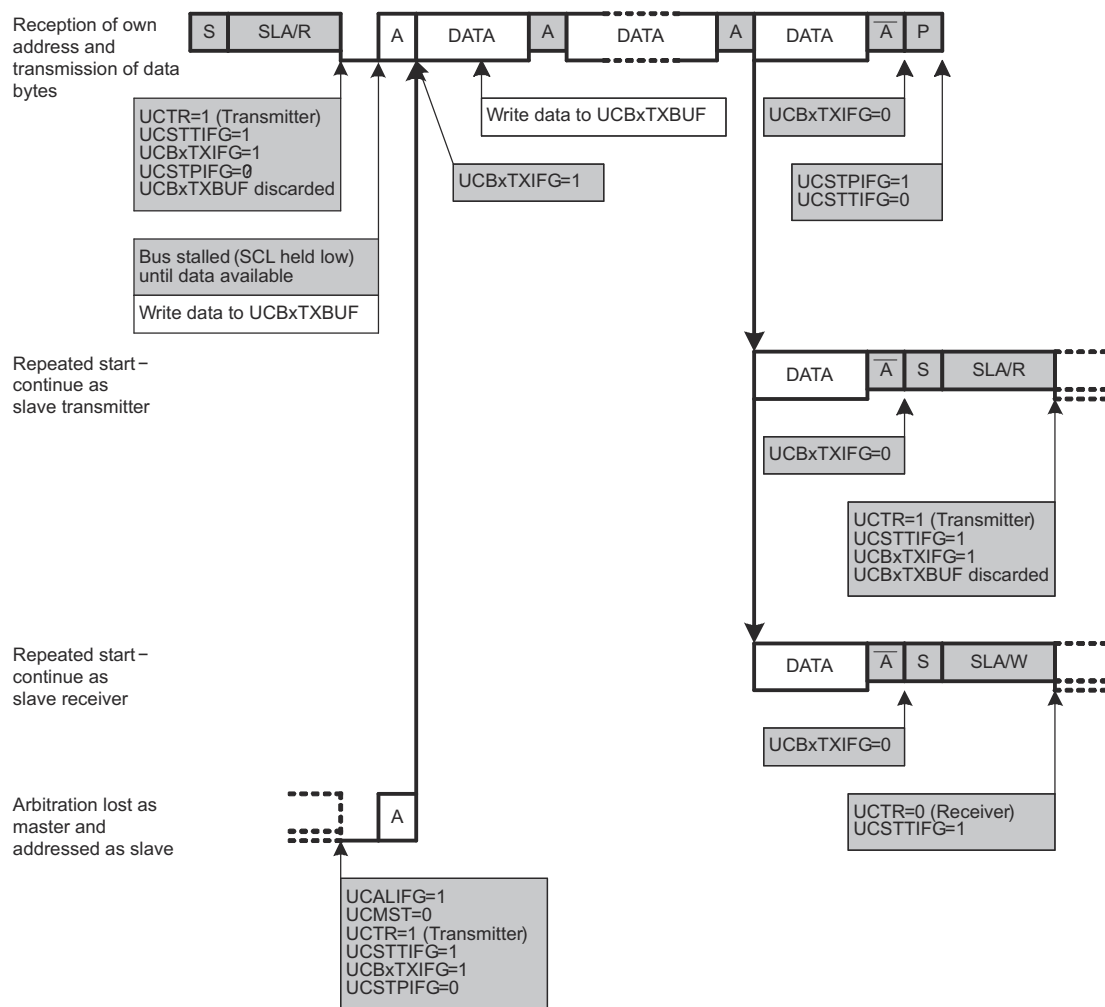 Reception of own
address and
transmission of data
bytes
S SLA/R A DATA A DATA A DATA A P
UCTR=1 (Transmitter)
UCSTTIFG=1
UCBxTXIFG=1
UCSTPIFG=0
UCBxTXBUF discarded
Write data to UCBxTXBUF
UCBxTXIFG=1
UCBxTXIFG=0
UCSTPIFG=1
UCSTTIFG=0
Bus stalled (SCL held low)
until data available
Write data to UCBxTXBUF
Repeated start−
continue as
slave transmitter
DATA A S SLA/R
UCBxTXIFG=0
UCTR=1 (Transmitter)
UCSTTIFG=1
UCBxTXIFG=1
UCBxTXBUF discarded
Repeated start−
continue as
slave receiver
DATA A S SLA/W
UCBxTXIFG=0
UCTR=0 (Receiver)
UCSTTIFG=1
Arbitration lost as
master and
addressed as slave
A
UCALIFG=1
UCMST=0
UCTR=1 (Transmitter)
UCSTTIFG=1
UCBxTXIFG=1
UCSTPIFG=0